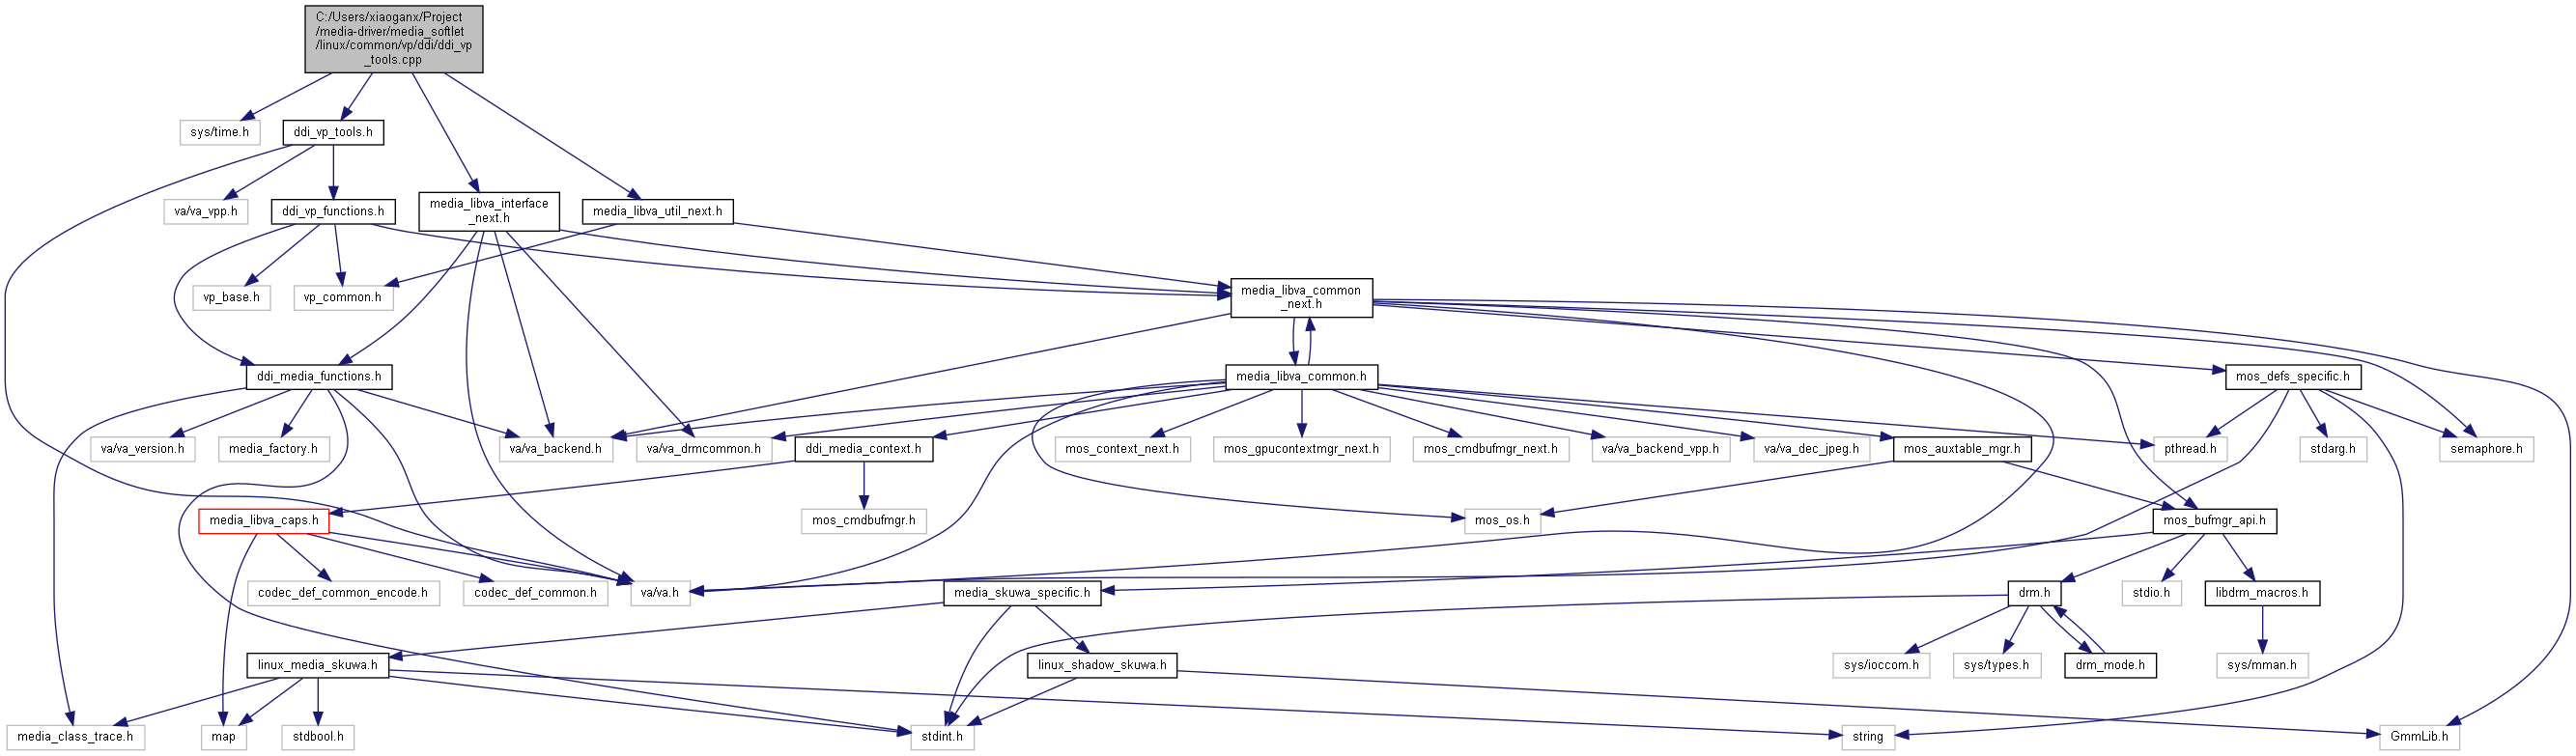 C:/Users/xiaoganx/Project
/media-driver/media_softlet
/linux/common/vp/ddi/ddi_vp
_tools.cpp
sys/time.h
ddi_vp_tools.h
va/va_vpp.h
ddi_vp_functions.h
media_libva_interface
_next.h
media_libva_util_next.h
vp_base.h
vp_common.h
media_libva_common
_next.h
ddi_media_functions.h
media_libva_common.h
mos_defs_specific.h
va/va_version.h
media_factory.h
va/va_backend.h
va/va_drmcommon.h
ddi_media_context.h
mos_context_next.h
mos_gpucontextmgr_next.h
mos_cmdbufmgr_next.h
va/va_backend_vpp.h
va/va_dec_jpeg.h
mos_auxtable_mgr.h
pthread.h
stdarg.h
semaphore.h
media_libva_caps.h
mos_cmdbufmgr.h
mos_os.h
mos_bufmgr_api.h
codec_def_common_encode.h
codec_def_common.h
va/va.h
media_skuwa_specific.h
drm.h
stdio.h
libdrm_macros.h
linux_media_skuwa.h
linux_shadow_skuwa.h
sys/ioccom.h
sys/types.h
drm_mode.h
sys/mman.h
media_class_trace.h
map
stdbool.h
stdint.h
string
GmmLib.h